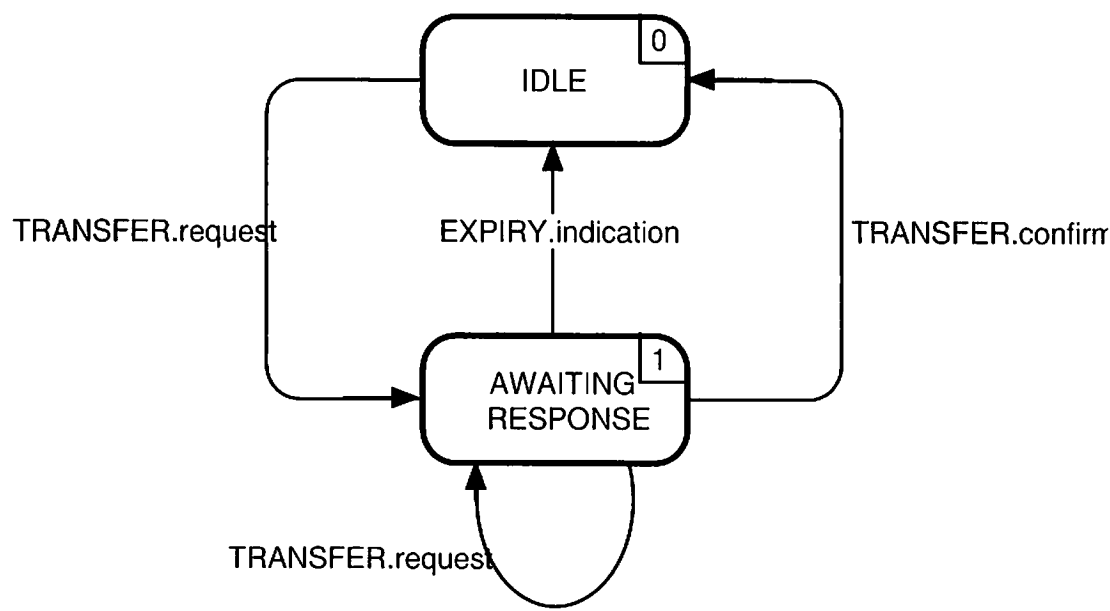 0
IDLE
TRANSFER.request
EXPIRY.indication
TRANSFER.confirm
1
AWAITING
RESPONSE
TRANSFER.request